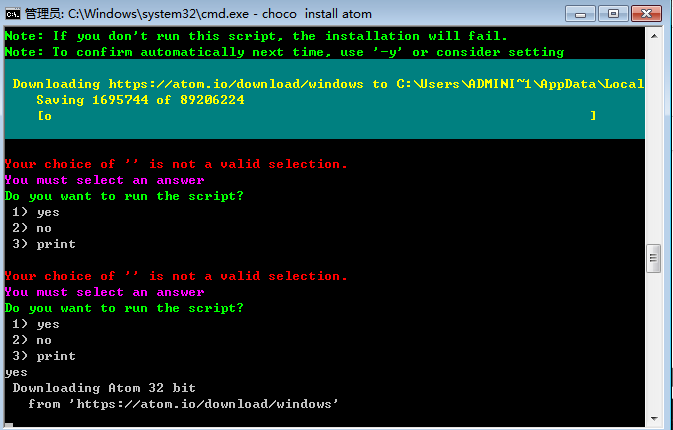 管理员: C:\Windows\system32\cmd.exe - choco  install atom
Note: If you don't run this script, the installation will fail.
Note: To confirm automatically next time, use '-y' or consider setting
Downloading https://atom.io/download/windows to C:\Users\ADMINI~1\AppData\Local
Saving 1695744 of 89206224
[o ]
Your choice of '' is not a valid selection.
You must select an answer
Do you want to run the script?
1) yes
2) no
3) print
Your choice of '' is not a valid selection.
You must select an answer
Do you want to run the script?
1) yes
2) no
3) print
yes
Downloading Atom 32 bit
from 'https://atom.io/download/windows'